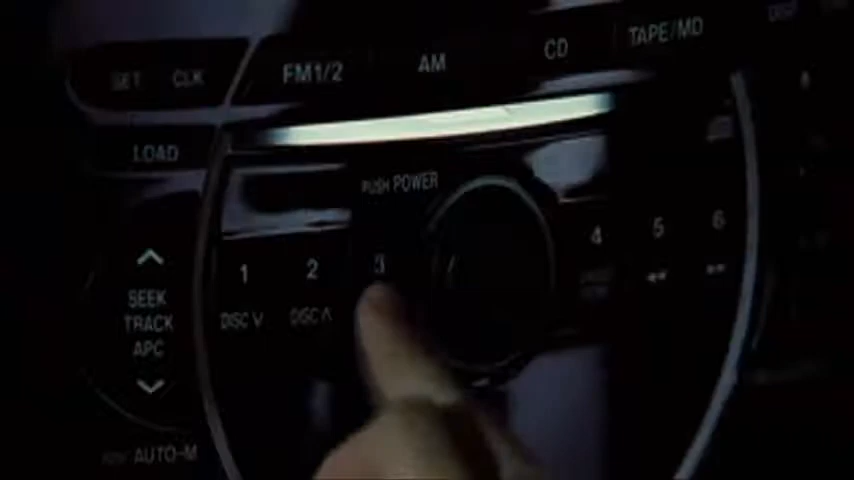 SET CLK FM1/2 AM CD TAPE/MD
LOAD
PUSH POWER
1 2 3 4 5 6
SEEK
TRACK
APC
DISC ∨ DISC ∧
AUTO-M